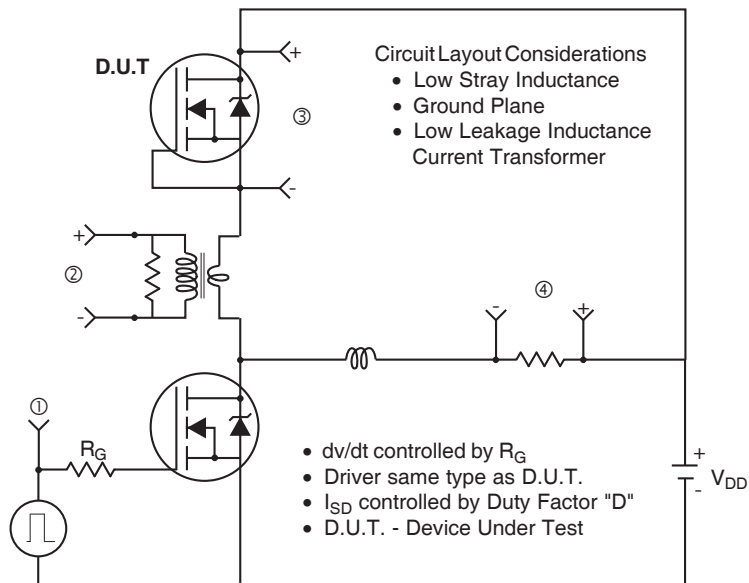 D.U.T
+
-
③
Circuit Layout Considerations
• Low Stray Inductance
• Ground Plane
• Low Leakage Inductance
Current Transformer
+
②
-
④
-
+
①
R_G
• dv/dt controlled by R_G
• Driver same type as D.U.T.
• I_SD controlled by Duty Factor "D"
• D.U.T. - Device Under Test
+
-
V_DD